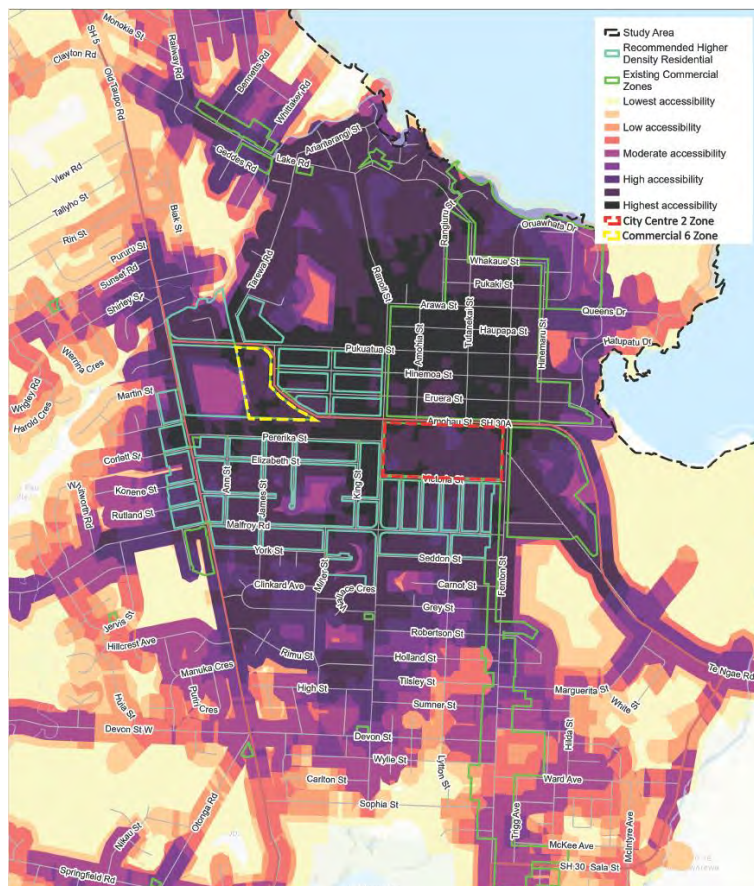 Study Area
Recommended Higher
Density Residential
Existing Commercial
Zones
Lowest accessibility
Low accessibility
Moderate accessibility
High accessibility
Highest accessibility
City Centre 2 Zone
Commercial 6 Zone
Monokia St
SH 5
Clayton Rd
Railway Rd
Bennetts Rd
Old Taupo Rd
Whittaker Rd
Ariariterangi St
Lake Rd
Geddes Rd
View Rd
Tallyho St
Biak St
Riri St
Pururu St
Sunset Rd
Shirley St
Tarewa Rd
Ranolf St
Rangiuru St
Oruawhata Dr
Whakaue St
Pukaki St
Arawa St
Queens Dr
Amohia St
Tutanekai St
Haupapa St
Hinemaru St
Hatupatu Dr
Pukuatua St
Hinemoa St
Eruera St
Werrina Cres
Wrigley Rd
Harold Cres
Martin St
Amohau St
SH 30A
Pererika St
Elizabeth St
Victoria St
Corlett St
Konene St
Rutland St
Ann St
James St
King St
Malfroy Rd
York St
Miller St
Seddon St
Fenton St
Clinkard Ave
Wallace Cres
Carnot St
Grey St
Jervis St
Robertson St
Hillcrest Ave
Rimu St
Holland St
Te Ngae Rd
Manuka Cres
Puriri Cres
High St
Tilsley St
Marguerita St
White St
Huia St
Sumner St
Hilda St
Devon St W
Devon St
Wylie St
Carlton St
Lytton St
Ward Ave
Otonga Rd
Sophia St
Trigg Ave
McIntyre Ave
Nikau St
McKee Ave
SH 30
Sala St
Springfield Rd